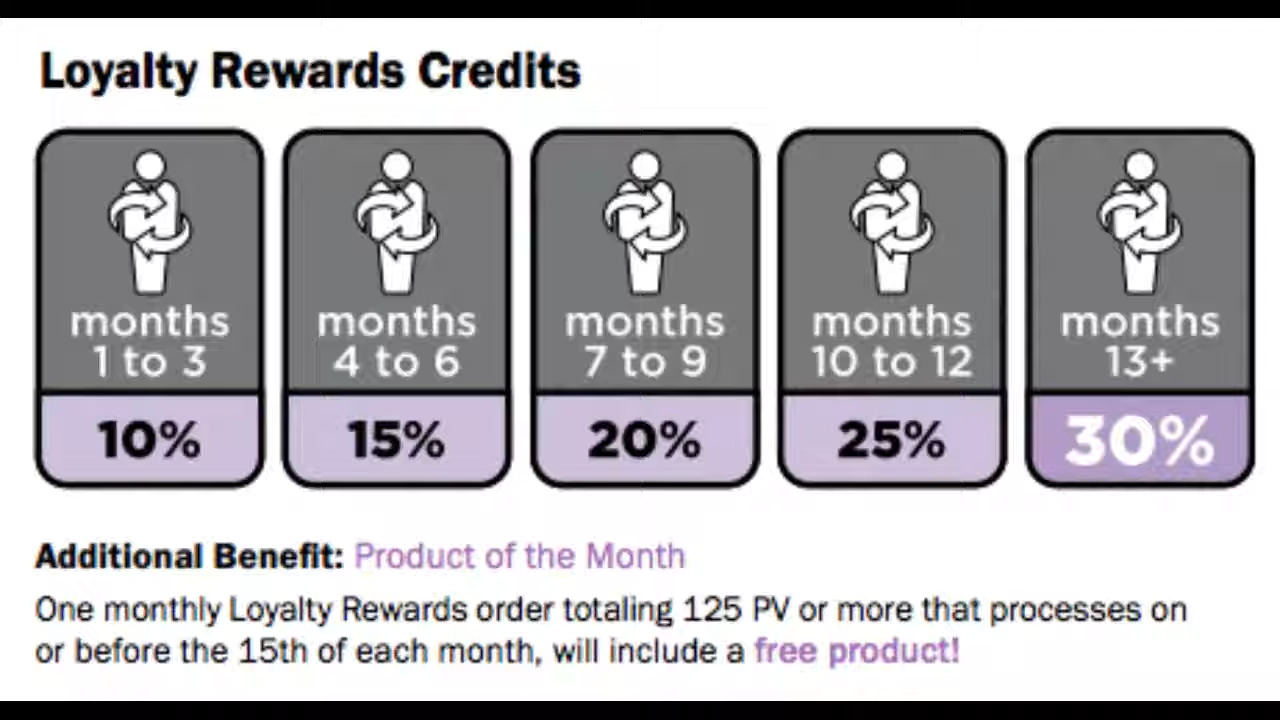 Loyalty Rewards Credits
months
1 to 3
10%
months
4 to 6
15%
months
7 to 9
20%
months
10 to 12
25%
months
13+
30%
Additional Benefit: Product of the Month
One monthly Loyalty Rewards order totaling 125 PV or more that processes on
or before the 15th of each month, will include a free product!